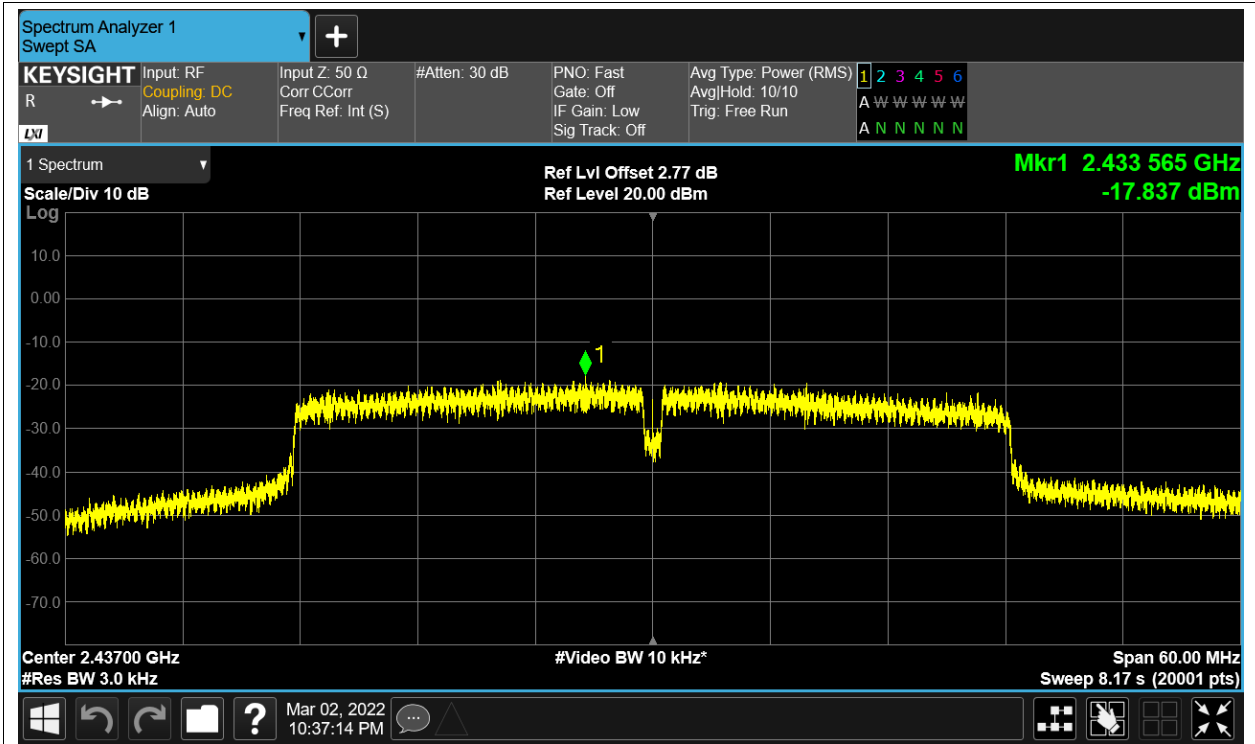 Spectrum Analyzer 1
Swept SA
KEYSIGHT
R
LXI
Input: RF
Coupling: DC
Align: Auto
Input Z: 50 Ω
Corr CCorr
Freq Ref: Int (S)
#Atten: 30 dB
PNO: Fast
Gate: Off
IF Gain: Low
Sig Track: Off
Avg Type: Power (RMS)
Avg|Hold: 10/10
Trig: Free Run
1 2 3 4 5 6
A W W W W W
A N N N N N
1 Spectrum
Scale/Div 10 dB
Log
Ref Lvl Offset 2.77 dB
Ref Level 20.00 dBm
Mkr1 2.433 565 GHz
-17.837 dBm
10.0
0.00
-10.0
-20.0
-30.0
-40.0
-50.0
-60.0
-70.0
1
Center 2.43700 GHz
#Res BW 3.0 kHz
#Video BW 10 kHz*
Span 60.00 MHz
Sweep 8.17 s (20001 pts)
?
Mar 02, 2022
10:37:14 PM